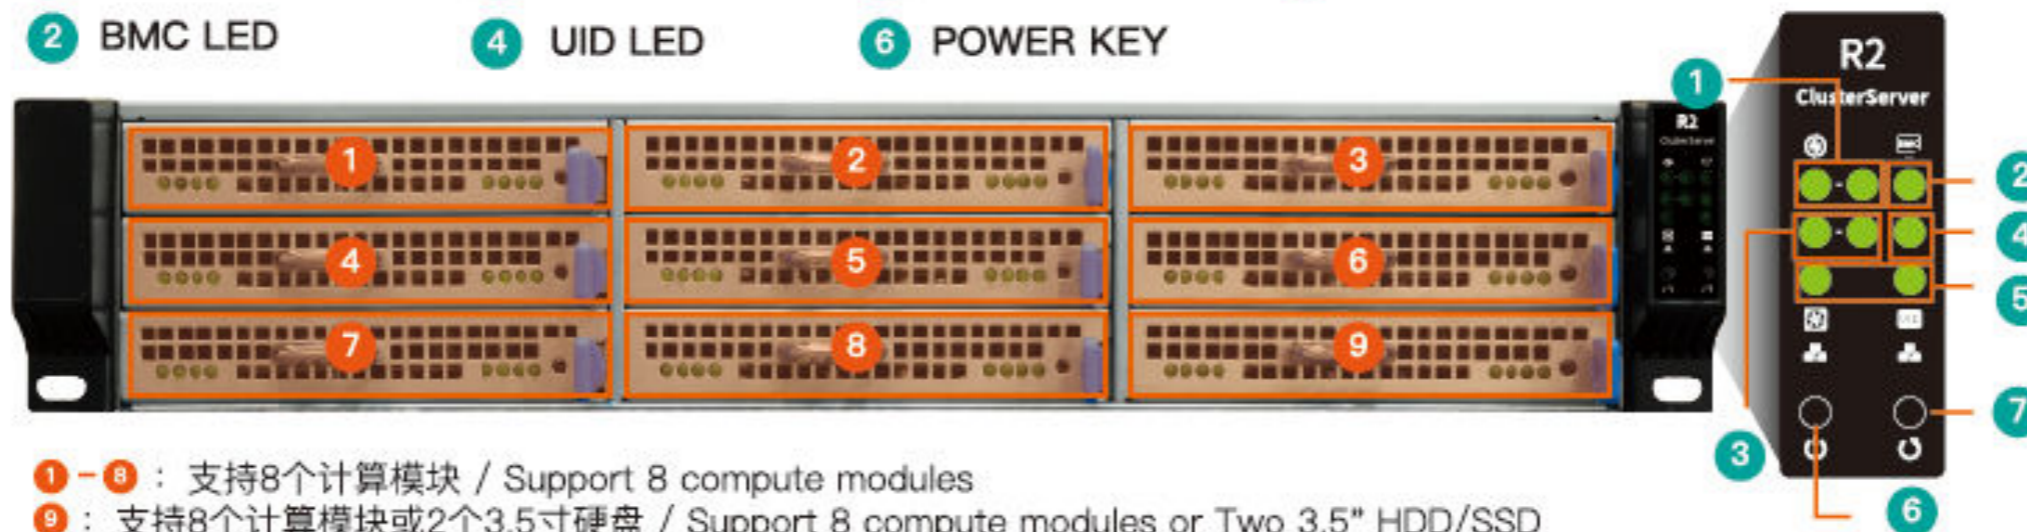 2 BMC LED 4 UID LED 6 POWER KEY
R2
ClusterServer
1
R2
ClusterServer
BMC
1 2 3
2
4 5 6
4
5
7 8 9
7
3
6
1-8：支持8个计算模块 / Support 8 compute modules
9：支持8个计算模块或2个3.5寸硬盘 / Support 8 compute modules or Two 3.5" HDD/SSD